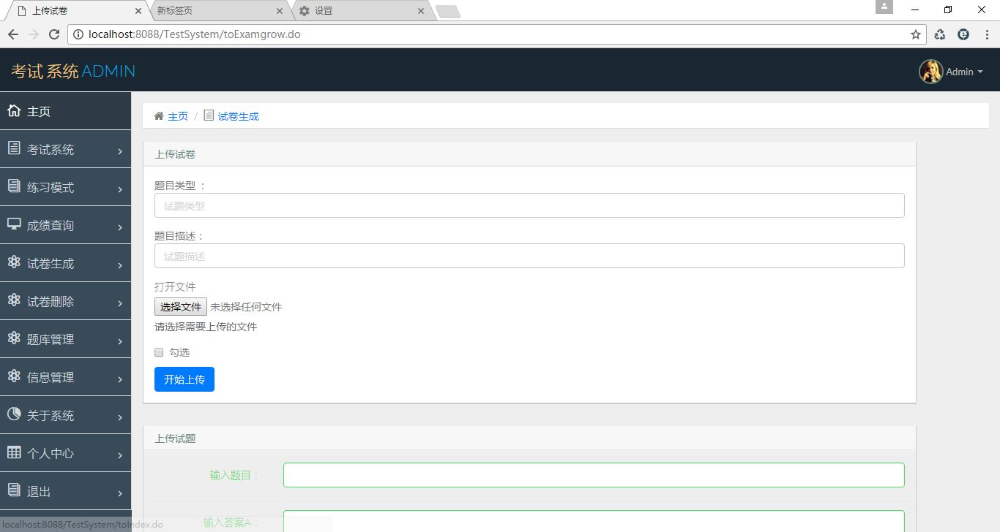 上传试卷
新标签页
设置
localhost:8088/TestSystem/toExamgrow.do
考试 系统 ADMIN
Admin
主页
考试系统
练习模式
成绩查询
试卷生成
试卷删除
题库管理
信息管理
关于系统
个人中心
退出
主页 / 试卷生成
上传试卷
题目类型 ：
试题类型
题目描述：
试题描述
打开文件
选择文件 未选择任何文件
请选择需要上传的文件
勾选
开始上传
上传试题
输入题目：
输入答案A：
localhost:8088/TestSystem/toIndex.do